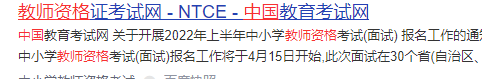 教师资格证考试网 - NTCE - 中国教育考试网
中国教育考试网 关于开展2022年上半年中小学教师资格考试(面试) 报名工作的通
中小学教师资格考试(面试)报名工作将于4月15日开始,此次面试在30个省(自治区、